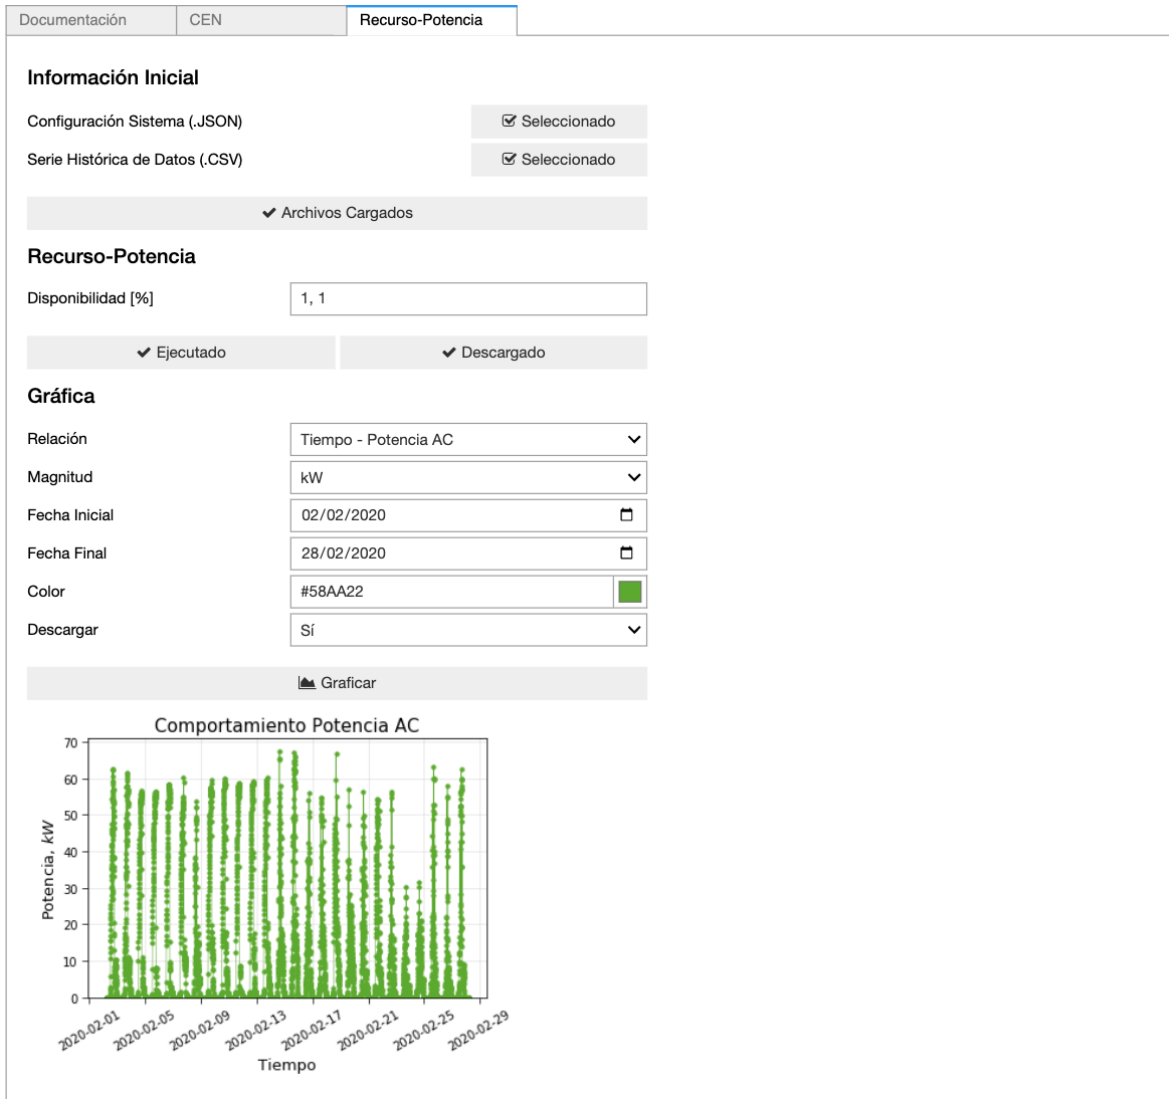 Documentación CEN Recurso-Potencia
Información Inicial
Configuración Sistema (.JSON) Seleccionado
Serie Histórica de Datos (.CSV) Seleccionado
Archivos Cargados
Recurso-Potencia
Disponibilidad [%] 1, 1
Ejecutado Descargado
Gráfica
Relación Tiempo - Potencia AC
Magnitud kW
Fecha Inicial 02/02/2020
Fecha Final 28/02/2020
Color #58AA22
Descargar Sí
Graficar
Comportamiento Potencia AC
70
60
50
40
30
20
10
0
Potencia, kW
2020-02-01 2020-02-05 2020-02-09 2020-02-13 2020-02-17 2020-02-21 2020-02-25 2020-02-29
Tiempo